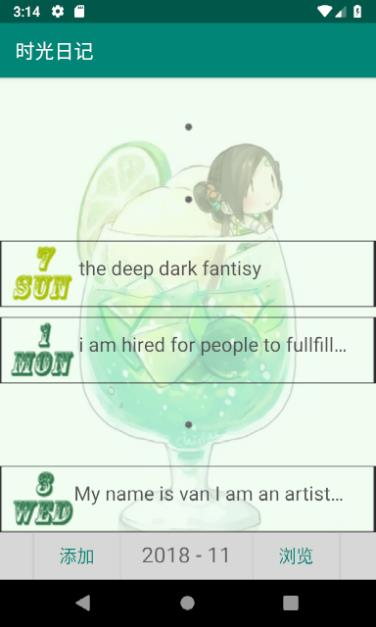 3:14
时光日记
7
SUN
the deep dark fantisy
1
MON
i am hired for people to fullfill...
3
WED
My name is van I am an artist...
添加
2018 - 11
浏览